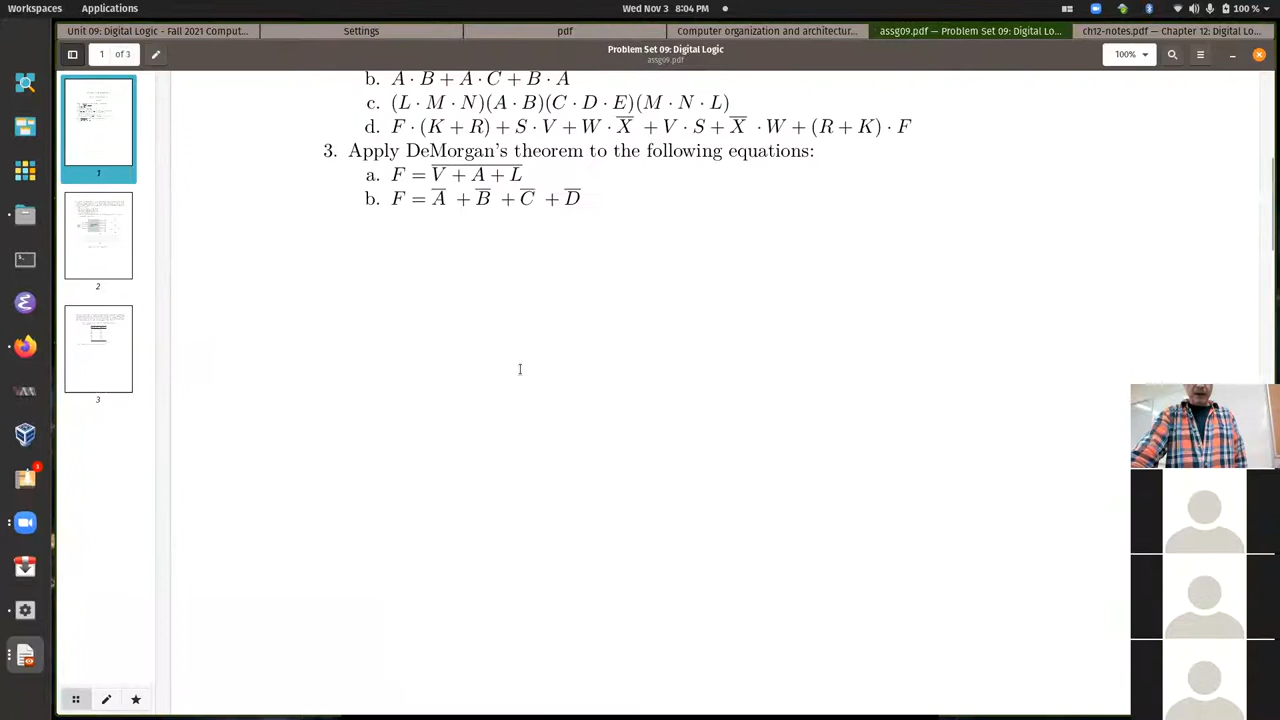 Workspaces Applications Wed Nov 3 8:04 PM 100 %
Unit 09: Digital Logic - Fall 2021 Comput... Settings pdf Computer organization and architectur... assg09.pdf — Problem Set 09: Digital Lo... ch12-notes.pdf — Chapter 12: Digital Lo...
1 of 3 Problem Set 09: Digital Logic 100%
assg09.pdf
b. A · B + A · C + B · A
c. (L · M · N)(A · B)(C · D · E)(M · N · L)
d. F · (K + R) + S · V + W · X̅ + V · S + X̅ · W + (R + K) · F
3. Apply DeMorgan's theorem to the following equations:
a. F = V̅ ̅+̅ ̅A̅ ̅+̅ ̅L̅
b. F = A̅ + B̅ + C̅ + D̅
1
2
3
3